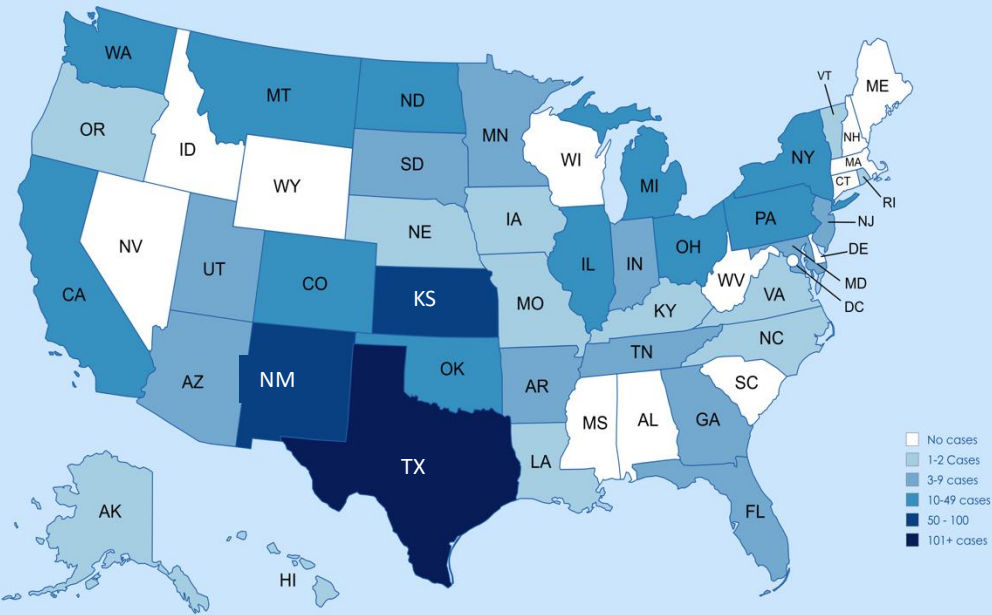 WA
MT
ND
MN
OR
ID
WY
SD
WI
MI
VT
ME
NH
NY
MA
CT
RI
NV
UT
CO
NE
IA
IL
IN
OH
PA
NJ
DE
MD
DC
CA
KS
MO
KY
WV
VA
AZ
NM
OK
AR
TN
NC
SC
TX
LA
MS
AL
GA
FL
AK
HI
No cases
1-2 Cases
3-9 cases
10-49 cases
50 - 100
101+ cases